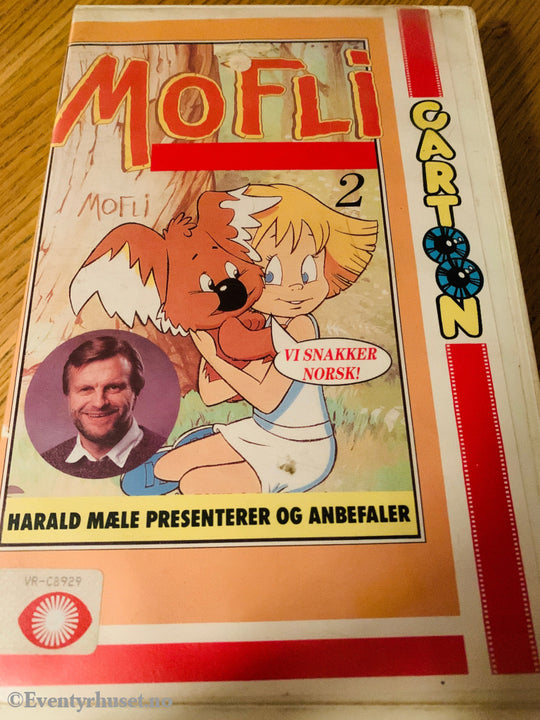 MOFLI
MOFLI
2
CARTOON
VI SNAKKER
NORSK!
HARALD MÆLE PRESENTERER OG ANBEFALER
VR-C8929
©Eventyrhuset.no